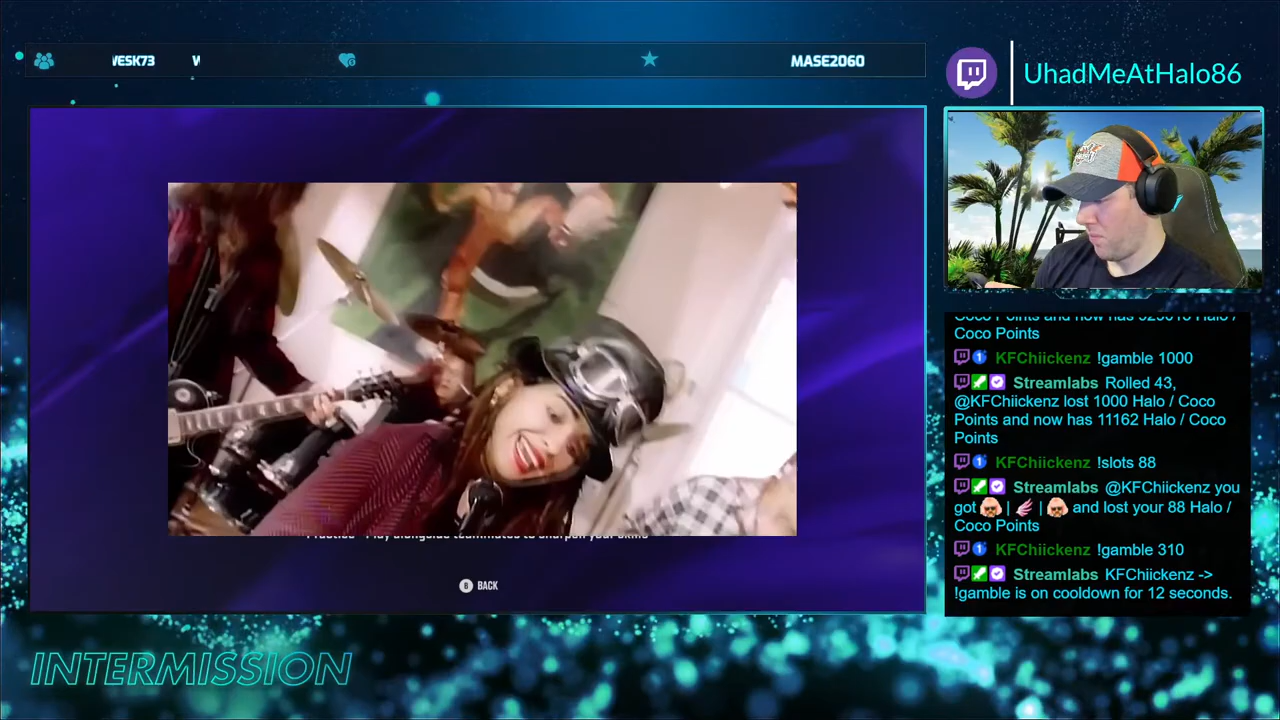 VESK73
MASE2060
UhadMeAtHalo86
Coco Points
KFChiickenz !gamble 1000
Streamlabs Rolled 43,
@KFChiickenz lost 1000 Halo / Coco
Points and now has 11162 Halo / Coco
Points
KFChiickenz !slots 88
Streamlabs @KFChiickenz you
got | | and lost your 88 Halo /
Coco Points
KFChiickenz !gamble 310
Streamlabs KFChiickenz ->
!gamble is on cooldown for 12 seconds.
B BACK
INTERMISSION